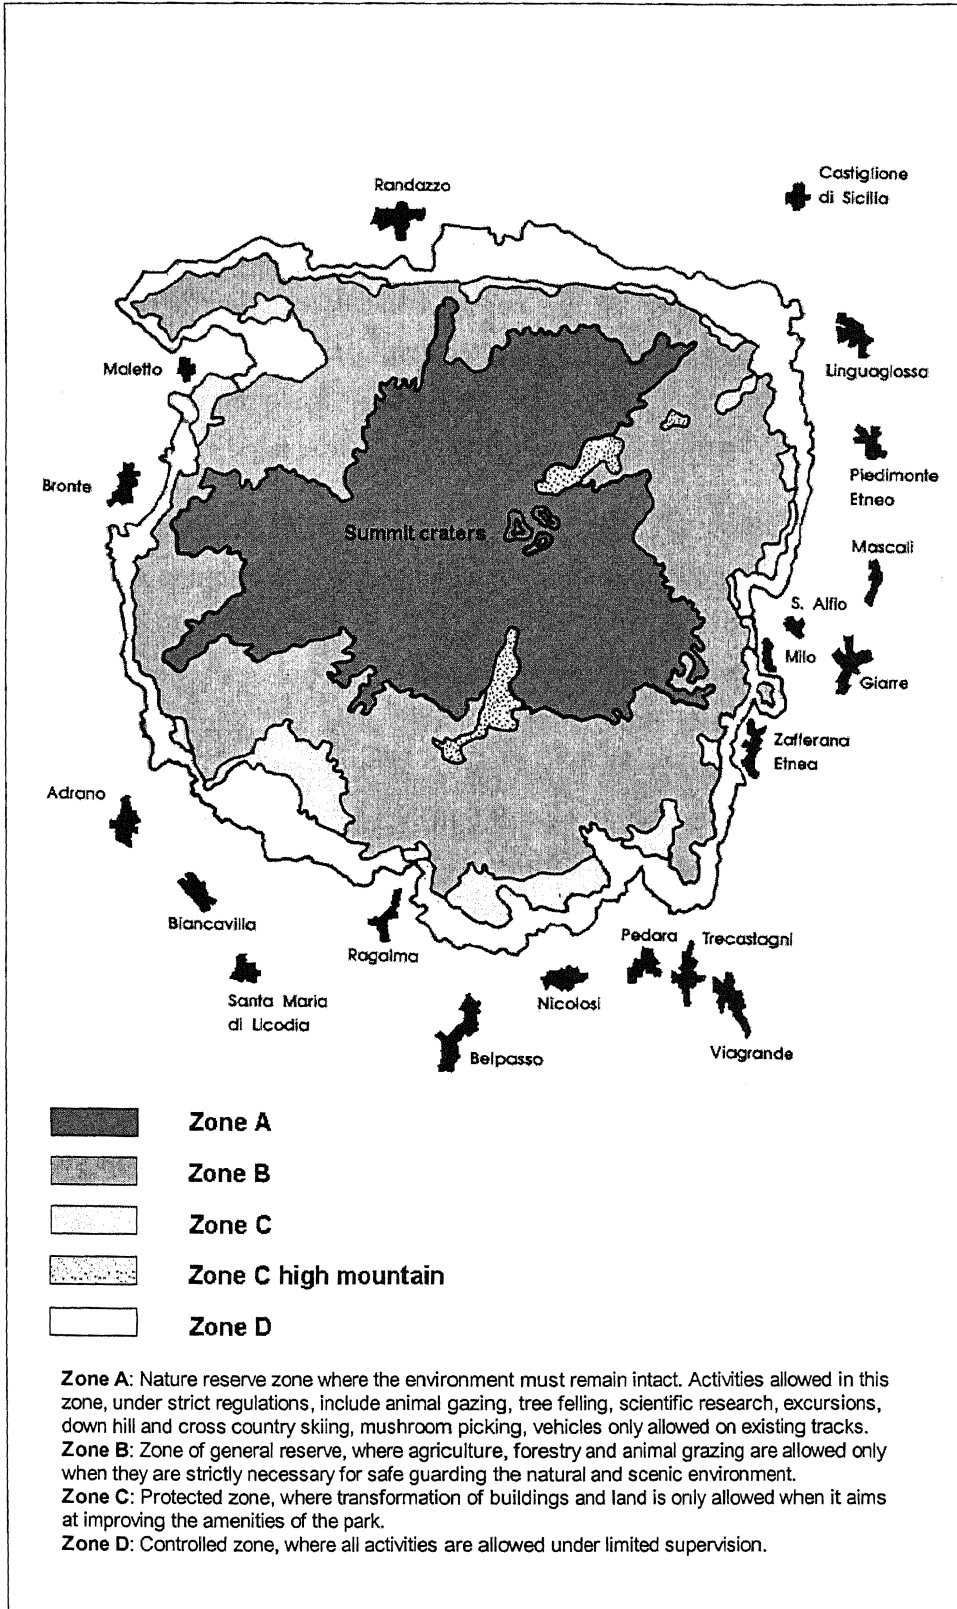 Randazzo
Castiglione
di Sicilia
Maletto
Linguaglossa
Bronte
Piedimonte
Etneo
Summit craters
Mascali
S. Alfio
Milo
Giarre
Zafferana
Etnea
Adrano
Biancavilla
Ragalma
Pedara
Trecastagni
Santa Maria
di Licodia
Nicolosi
Belpasso
Viagrande
Zone A
Zone B
Zone C
Zone C high mountain
Zone D
Zone A: Nature reserve zone where the environment must remain intact. Activities allowed in this
zone, under strict regulations, include animal gazing, tree felling, scientific research, excursions,
down hill and cross country skiing, mushroom picking, vehicles only allowed on existing tracks.
Zone B: Zone of general reserve, where agriculture, forestry and animal grazing are allowed only
when they are strictly necessary for safe guarding the natural and scenic environment.
Zone C: Protected zone, where transformation of buildings and land is only allowed when it aims
at improving the amenities of the park.
Zone D: Controlled zone, where all activities are allowed under limited supervision.